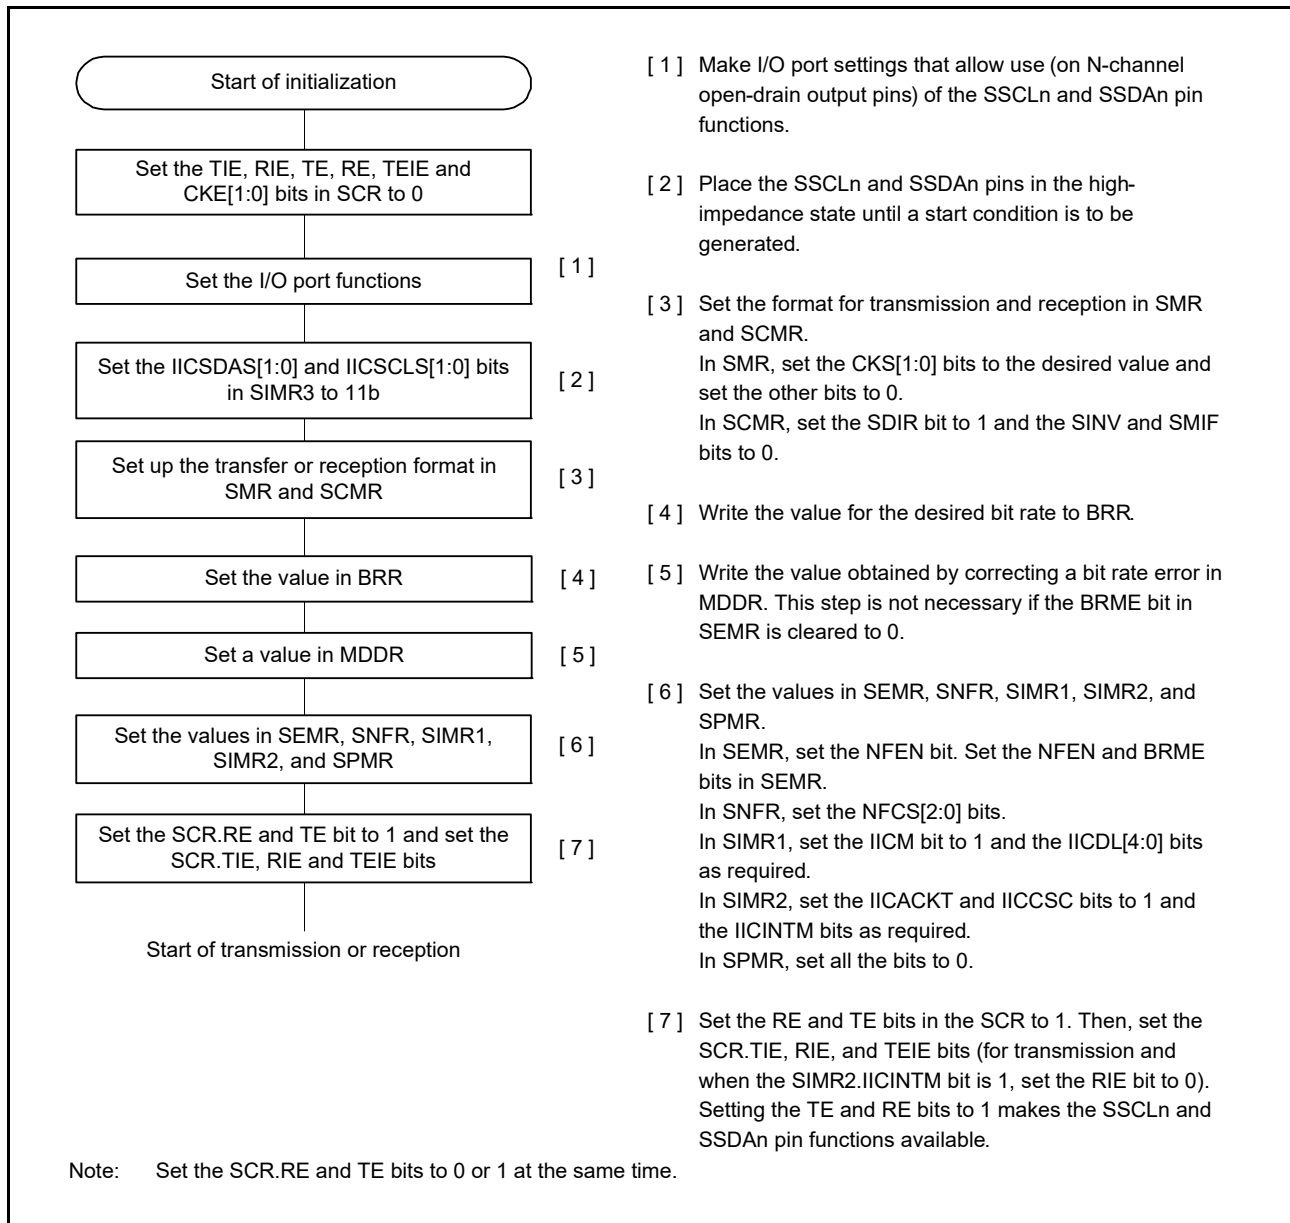 Start of initialization
Set the TIE, RIE, TE, RE, TEIE and
CKE[1:0] bits in SCR to 0
Set the I/O port functions
[ 1 ]
Set the IICSDAS[1:0] and IICSCLS[1:0] bits
in SIMR3 to 11b
[ 2 ]
Set up the transfer or reception format in
SMR and SCMR
[ 3 ]
Set the value in BRR
[ 4 ]
Set a value in MDDR
[ 5 ]
Set the values in SEMR, SNFR, SIMR1,
SIMR2, and SPMR
[ 6 ]
Set the SCR.RE and TE bit to 1 and set the
SCR.TIE, RIE and TEIE bits
[ 7 ]
Start of transmission or reception
[ 1 ] Make I/O port settings that allow use (on N-channel
open-drain output pins) of the SSCLn and SSDAn pin
functions.
[ 2 ] Place the SSCLn and SSDAn pins in the high-
impedance state until a start condition is to be
generated.
[ 3 ] Set the format for transmission and reception in SMR
and SCMR.
In SMR, set the CKS[1:0] bits to the desired value and
set the other bits to 0.
In SCMR, set the SDIR bit to 1 and the SINV and SMIF
bits to 0.
[ 4 ] Write the value for the desired bit rate to BRR.
[ 5 ] Write the value obtained by correcting a bit rate error in
MDDR. This step is not necessary if the BRME bit in
SEMR is cleared to 0.
[ 6 ] Set the values in SEMR, SNFR, SIMR1, SIMR2, and
SPMR.
In SEMR, set the NFEN bit. Set the NFEN and BRME
bits in SEMR.
In SNFR, set the NFCS[2:0] bits.
In SIMR1, set the IICM bit to 1 and the IICDL[4:0] bits
as required.
In SIMR2, set the IICACKT and IICCSC bits to 1 and
the IICINTM bits as required.
In SPMR, set all the bits to 0.
[ 7 ] Set the RE and TE bits in the SCR to 1. Then, set the
SCR.TIE, RIE, and TEIE bits (for transmission and
when the SIMR2.IICINTM bit is 1, set the RIE bit to 0).
Setting the TE and RE bits to 1 makes the SSCLn and
SSDAn pin functions available.
Note: Set the SCR.RE and TE bits to 0 or 1 at the same time.